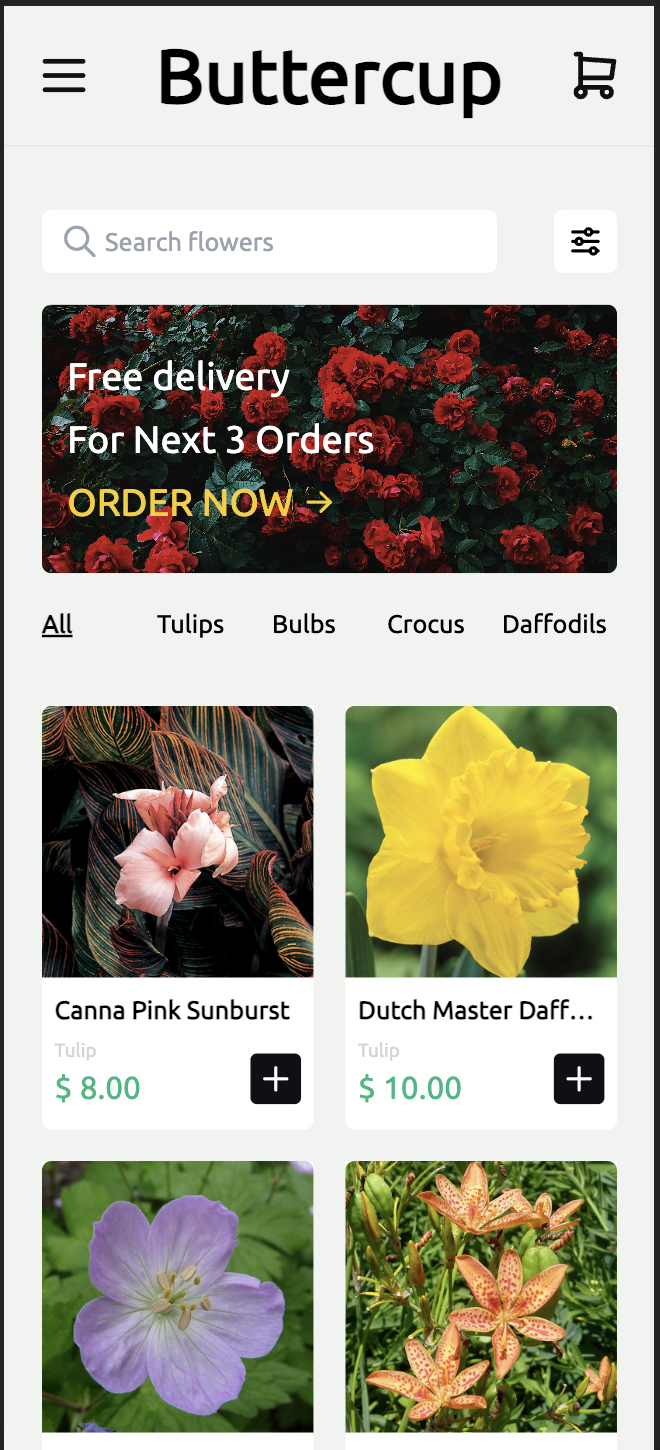 Buttercup
Search flowers
Free delivery
For Next 3 Orders
ORDER NOW →
All Tulips Bulbs Crocus Daffodils
Canna Pink Sunburst
Tulip
$ 8.00
Dutch Master Daff...
Tulip
$ 10.00